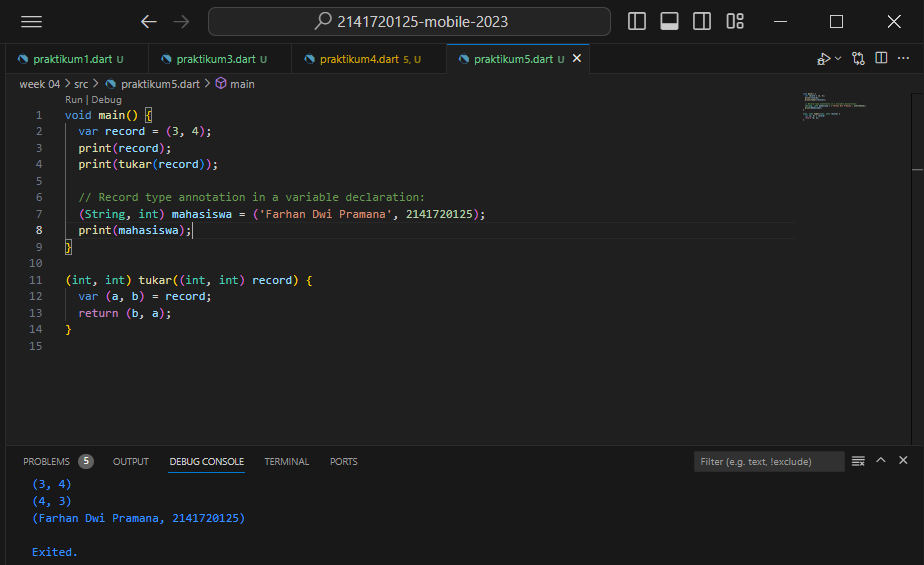 2141720125-mobile-2023
praktikum1.dart U praktikum3.dart U praktikum4.dart 5, U praktikum5.dart U
week 04 > src > praktikum5.dart > main
Run | Debug
1 void main() {
2 var record = (3, 4);
3 print(record);
4 print(tukar(record));
5
6 // Record type annotation in a variable declaration:
7 (String, int) mahasiswa = ('Farhan Dwi Pramana', 2141720125);
8 print(mahasiswa);
9 }
10
11 (int, int) tukar((int, int) record) {
12 var (a, b) = record;
13 return (b, a);
14 }
15
PROBLEMS 5 OUTPUT DEBUG CONSOLE TERMINAL PORTS Filter (e.g. text, !exclude)
(3, 4)
(4, 3)
(Farhan Dwi Pramana, 2141720125)
Exited.